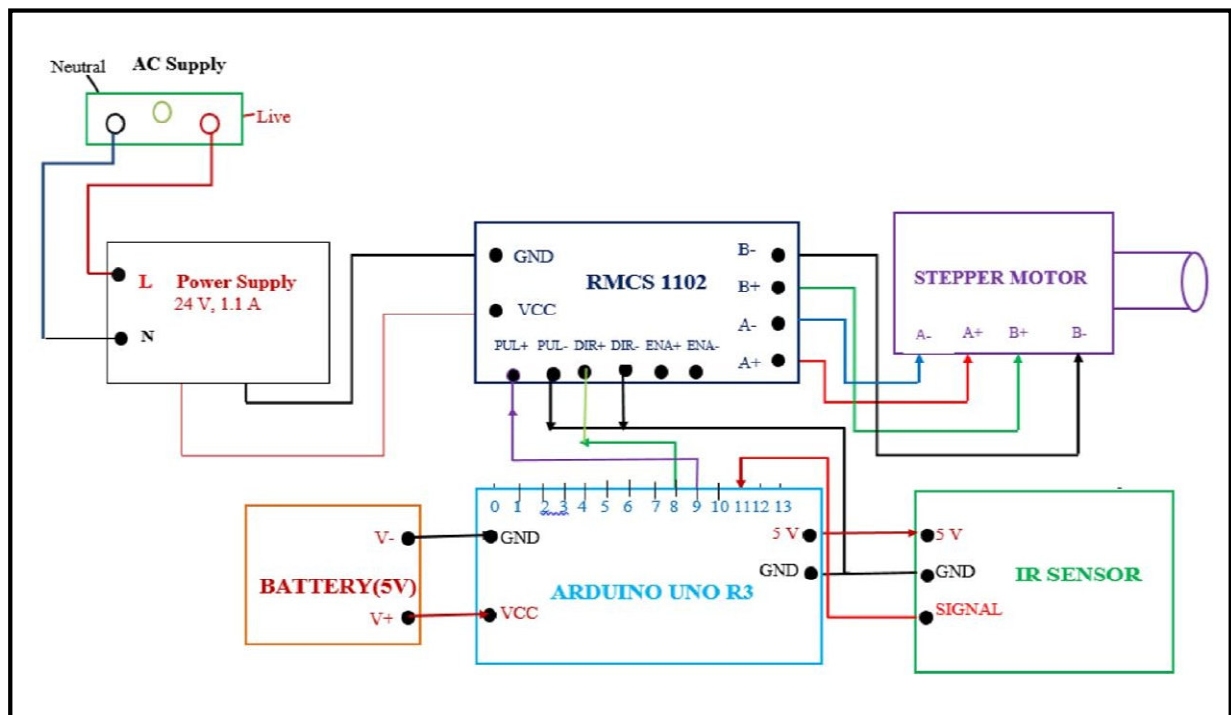 Neutral
AC Supply
Live
L Power Supply
24 V, 1.1 A
N
GND
VCC
RMCS 1102
B-
B+
A-
A+
PUL+ PUL- DIR+ DIR- ENA+ ENA-
STEPPER MOTOR
A- A+ B+ B-
BATTERY(5V)
V-
V+
0 1 2 3 4 5 6 7 8 9 10 11 12 13
GND
VCC
ARDUINO UNO R3
5 V
GND
5 V
GND
SIGNAL
IR SENSOR